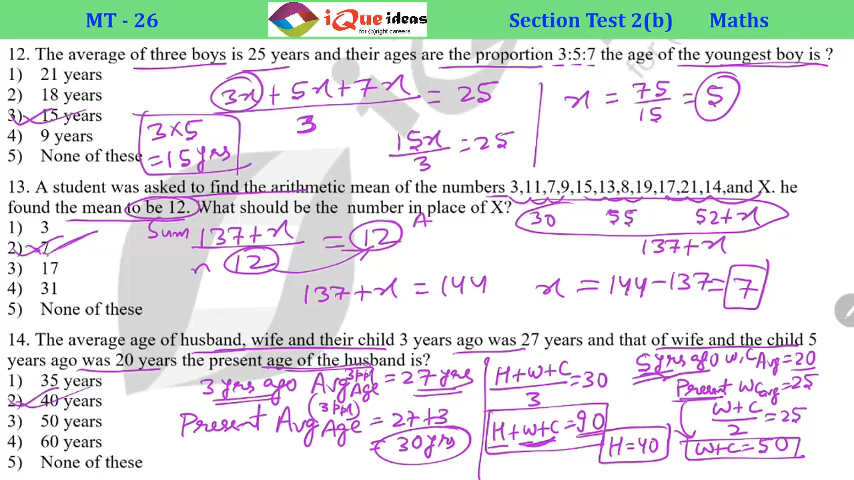 MT - 26
iQue ideas
for (b)right careers
Section Test 2(b)
Maths
12. The average of three boys is 25 years and their ages are the proportion 3:5:7 the age of the youngest boy is ?
1) 21 years
2) 18 years
3) 15 years
4) 9 years
5) None of these
3x + 5x + 7x = 25
3
15x = 25
3
x = 75 = 5
15
3 x 5
= 15 yrs
13. A student was asked to find the arithmetic mean of the numbers 3,11,7,9,15,13,8,19,17,21,14,and X. he
found the mean to be 12. What should be the number in place of X?
1) 3
2) 7
3) 17
4) 31
5) None of these
30 55 52+x
137+x
Sum 137+x = 12 A
n 12
137+x = 144
x = 144-137 = 7
14. The average age of husband, wife and their child 3 years ago was 27 years and that of wife and the child 5
years ago was 20 years the present age of the husband is?
1) 35 years
2) 40 years
3) 50 years
4) 60 years
5) None of these
3 yrs ago Avg Age = 27 yrs
Present Avg Age = 27+3
= 30 yrs
H+W+C = 30
3
H+W+C = 90
H=40
5 yrs ago W,C Avg = 20
Present WC avg = 25
W+C = 25
2
W+C = 50